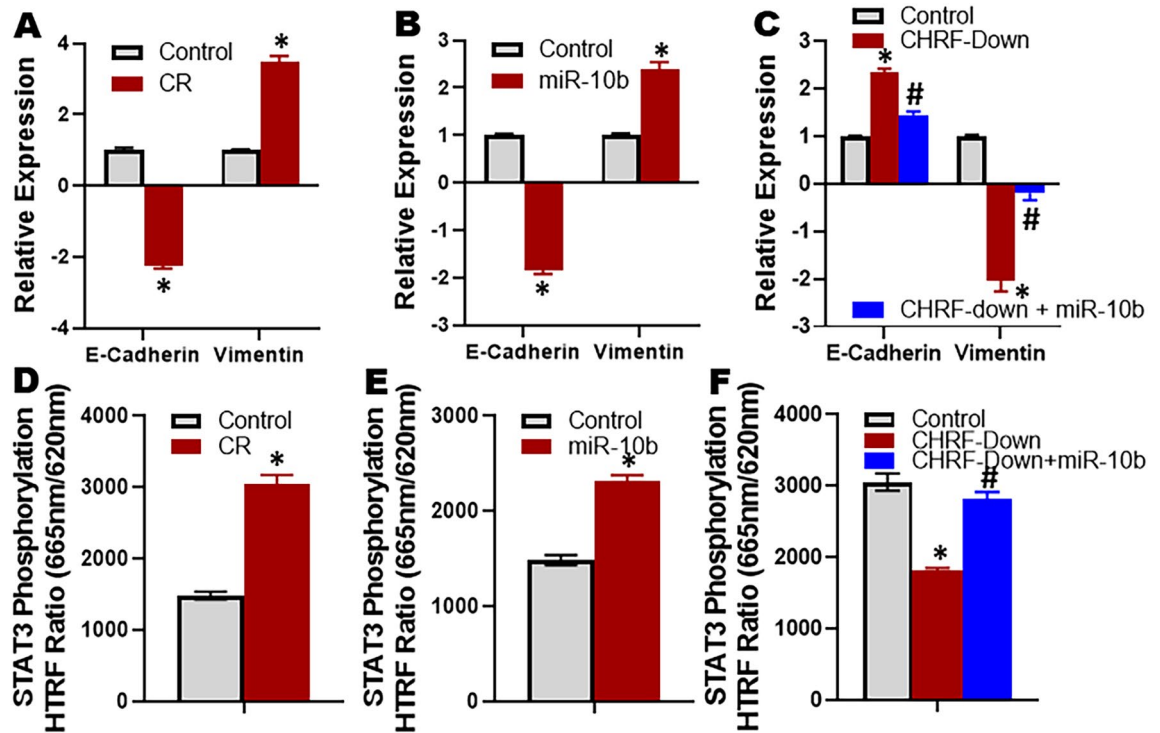 A
Relative Expression
4
2
0
-2
-4
Control
CR
*
*
E-Cadherin Vimentin
B
Relative Expression
3
2
1
0
-1
-2
-3
Control
miR-10b
*
*
E-Cadherin Vimentin
C
Relative Expression
3
2
1
0
-1
-2
-3
Control
CHRF-Down
*
#
#
*
CHRF-down + miR-10b
E-Cadherin Vimentin
D
STAT3 Phosphorylation
HTRF Ratio (665nm/620nm)
4000
3000
2000
1000
0
Control
CR
*
E
STAT3 Phosphorylation
HTRF Ratio (665nm/620nm)
3000
2000
1000
0
Control
miR-10b
*
F
STAT3 Phosphorylation
HTRF Ratio (665nm/620nm)
4000
3000
2000
1000
0
Control
CHRF-Down
CHRF-Down+miR-10b
#
*